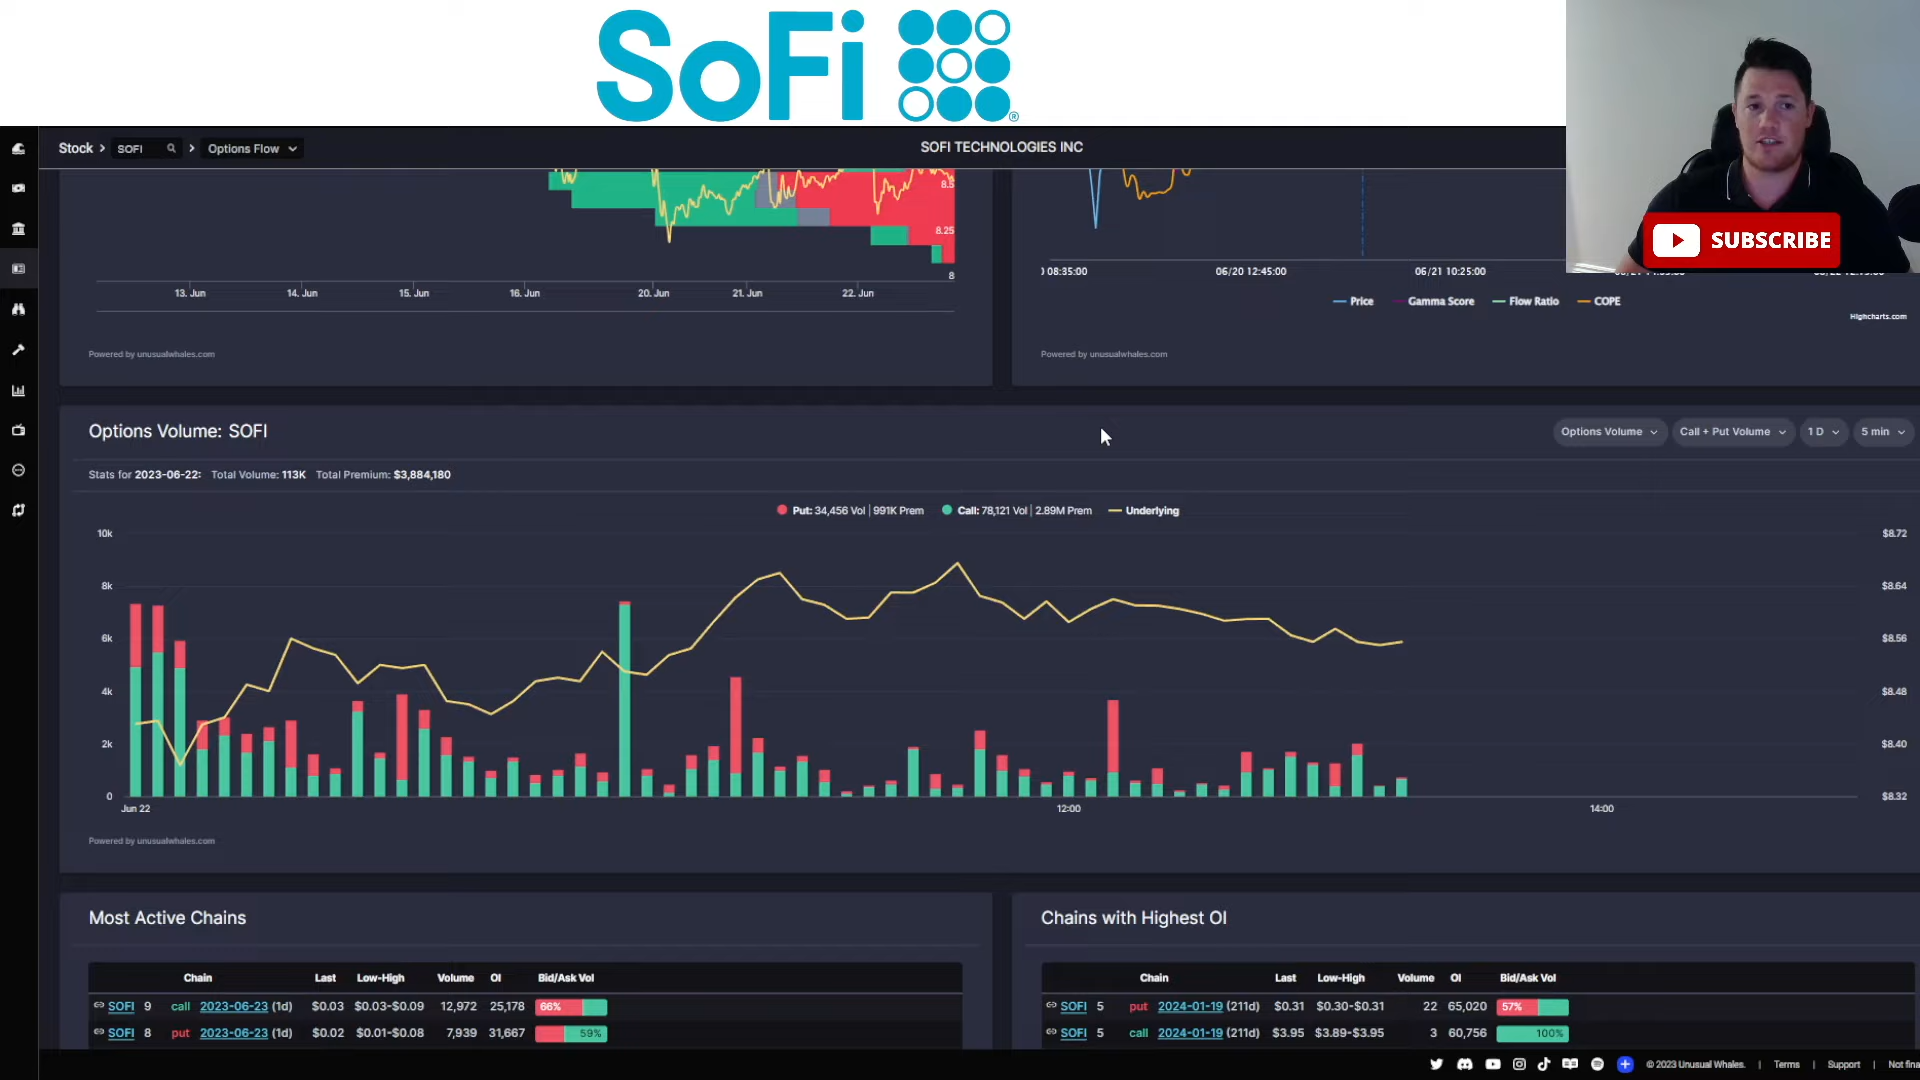 SoFi
Stock > SOFI > Options Flow
SOFI TECHNOLOGIES INC
SUBSCRIBE
8.5
8.25
8
13. Jun 14. Jun 15. Jun 16. Jun 20. Jun 21. Jun 22. Jun
08:35:00 06/20 12:45:00 06/21 10:25:00
Price Gamma Score Flow Ratio COPE
Highcharts.com
Powered by unusualwhales.com
Powered by unusualwhales.com
Options Volume: SOFI
Options Volume Call + Put Volume 1 D 5 min
Stats for 2023-06-22: Total Volume: 113K Total Premium: $3,884,180
Put: 34,456 Vol | 991K Prem Call: 78,121 Vol | 2.89M Prem Underlying
10k $8.72
8k $8.64
6k $8.56
4k $8.48
2k $8.40
0 $8.32
Jun 22 12:00 14:00
Powered by unusualwhales.com
Most Active Chains
Chain Last Low-High Volume OI Bid/Ask Vol
SOFI 9 call 2023-06-23 (1d) $0.03 $0.03-$0.09 12,972 25,178 66%
SOFI 8 put 2023-06-23 (1d) $0.02 $0.01-$0.08 7,939 31,667 59%
Chains with Highest OI
Chain Last Low-High Volume OI Bid/Ask Vol
SOFI 5 put 2024-01-19 (211d) $0.31 $0.30-$0.31 22 65,020 57%
SOFI 5 call 2024-01-19 (211d) $3.95 $3.89-$3.95 3 60,756 100%
© 2023 Unusual Whales. | Terms | Support | Not fina